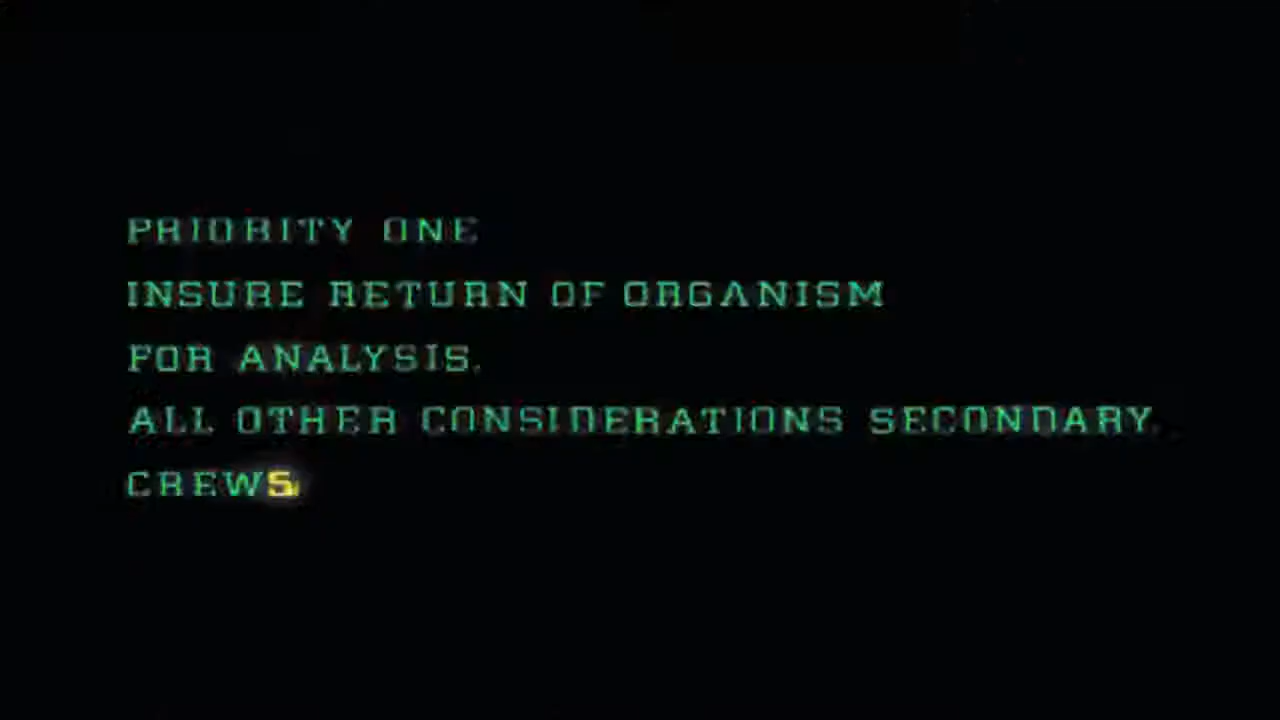 PRIORITY ONE
INSURE RETURN OF ORGANISM
FOR ANALYSIS.
ALL OTHER CONSIDERATIONS SECONDARY.
CREWS